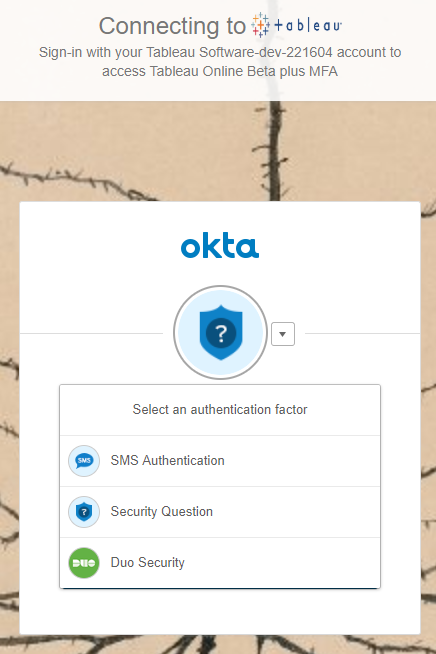 Connecting to + a b l e a u
Sign-in with your Tableau Software-dev-221604 account to
access Tableau Online Beta plus MFA
okta
?
Select an authentication factor
SMS SMS Authentication
? Security Question
DUO Duo Security